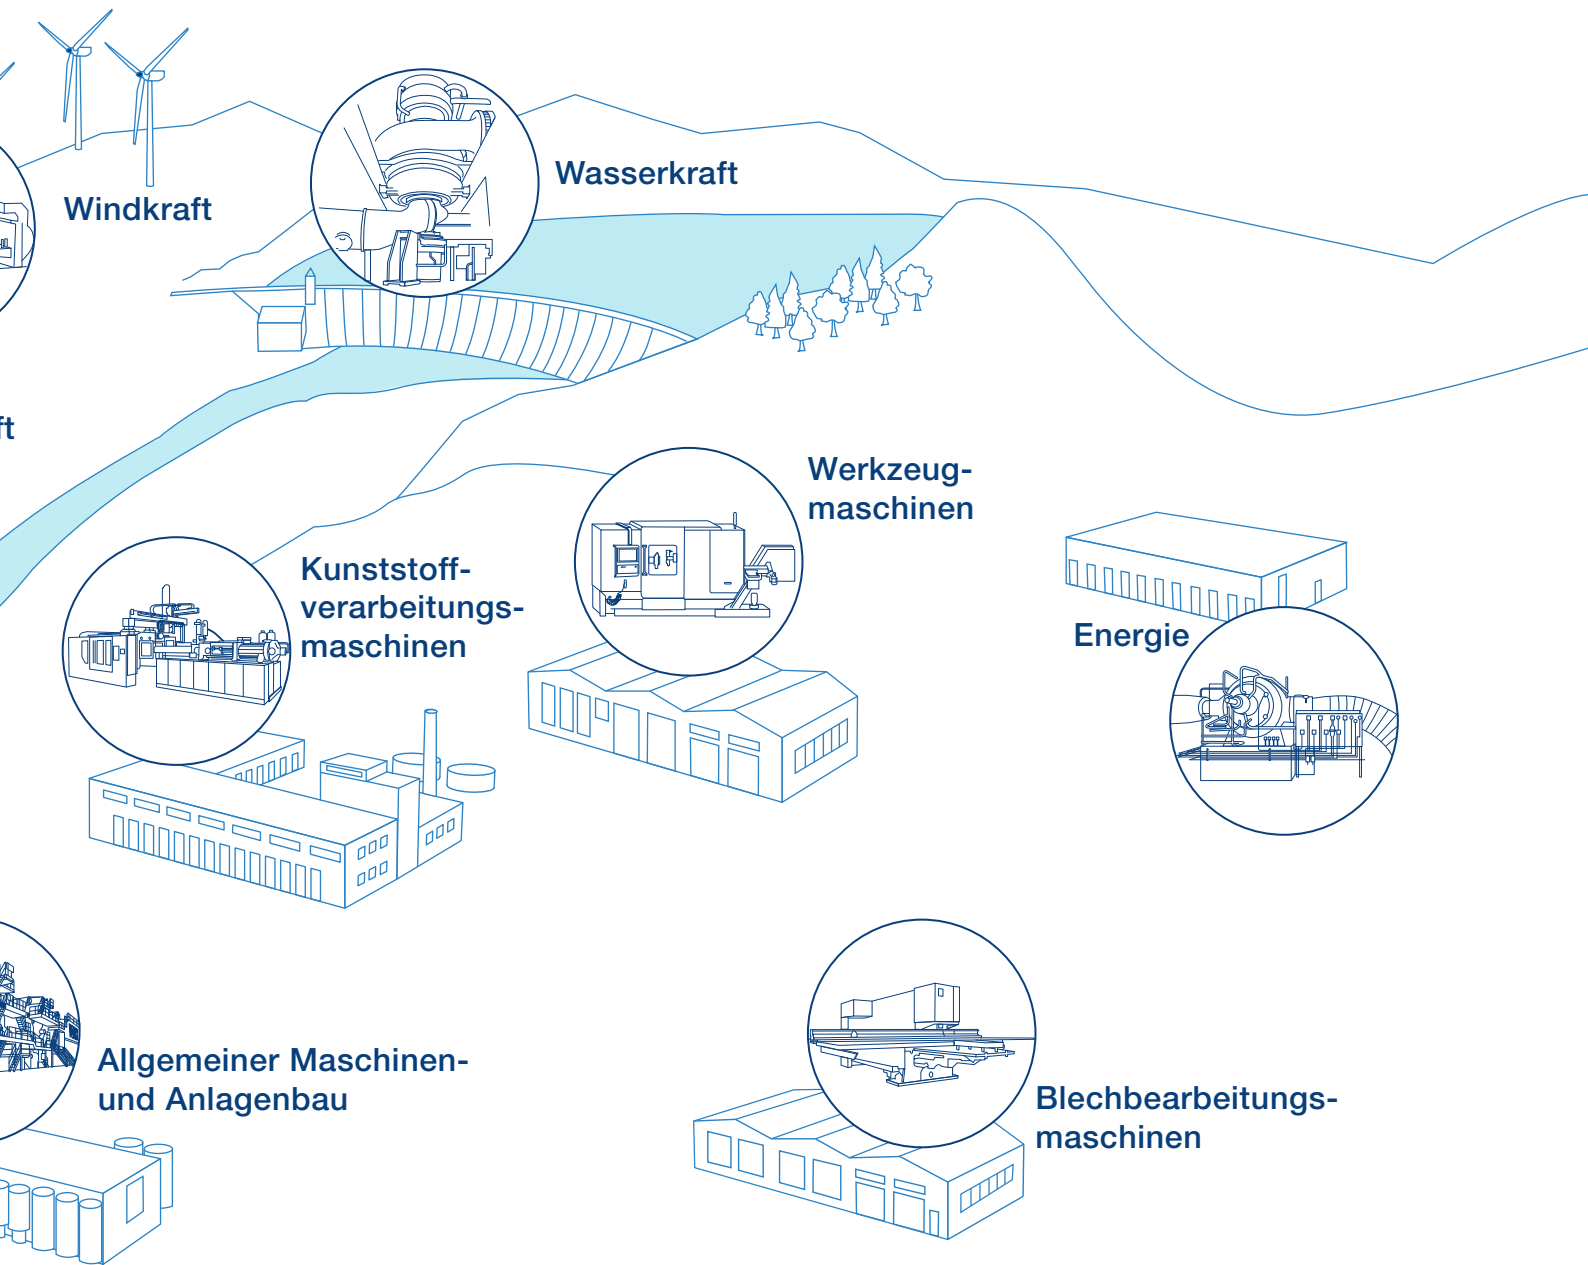 Wasserkraft
Windkraft
Werkzeug-
maschinen
Kunststoff-
verarbeitungs-
maschinen
Energie
Allgemeiner Maschinen-
und Anlagenbau
Blechbearbeitungs-
maschinen